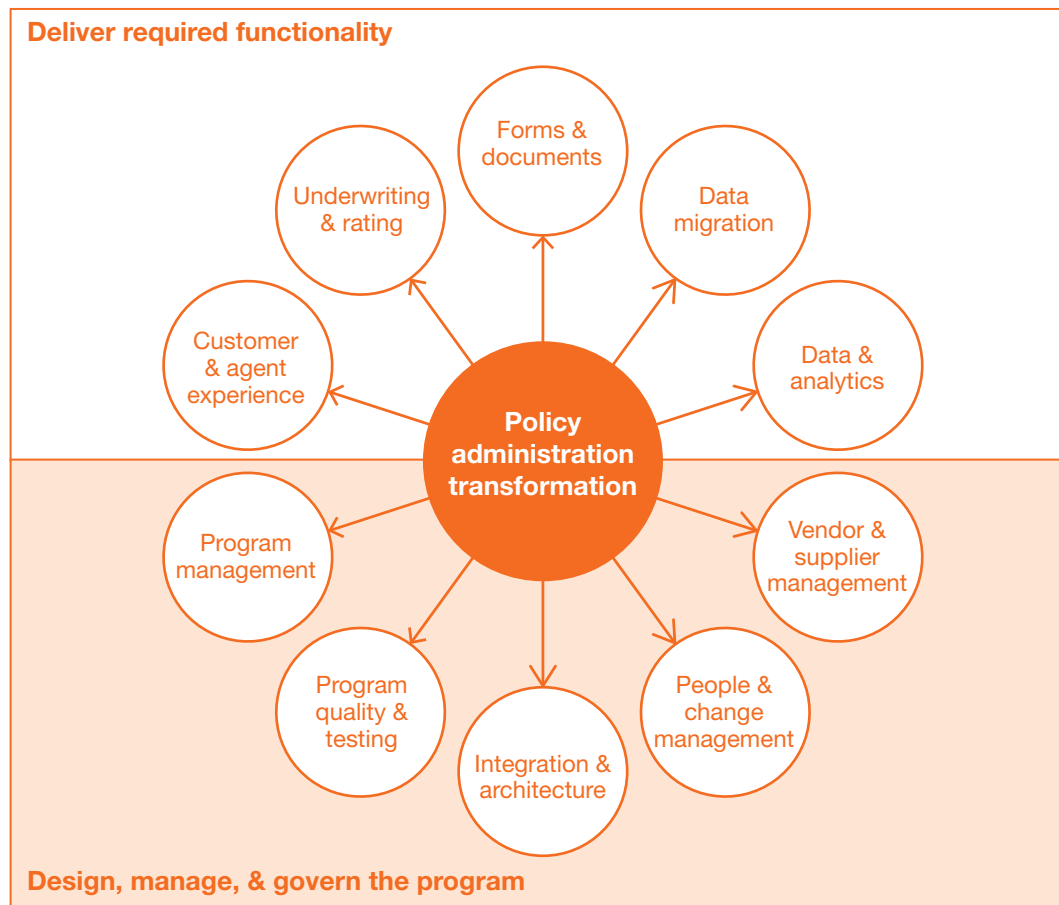 Deliver required functionality
Forms &
documents
Underwriting
& rating
Data
migration
Customer
& agent
experience
Data &
analytics
Policy
administration
transformation
Program
management
Vendor &
supplier
management
Program
quality &
testing
People &
change
management
Integration &
architecture
Design, manage, & govern the program